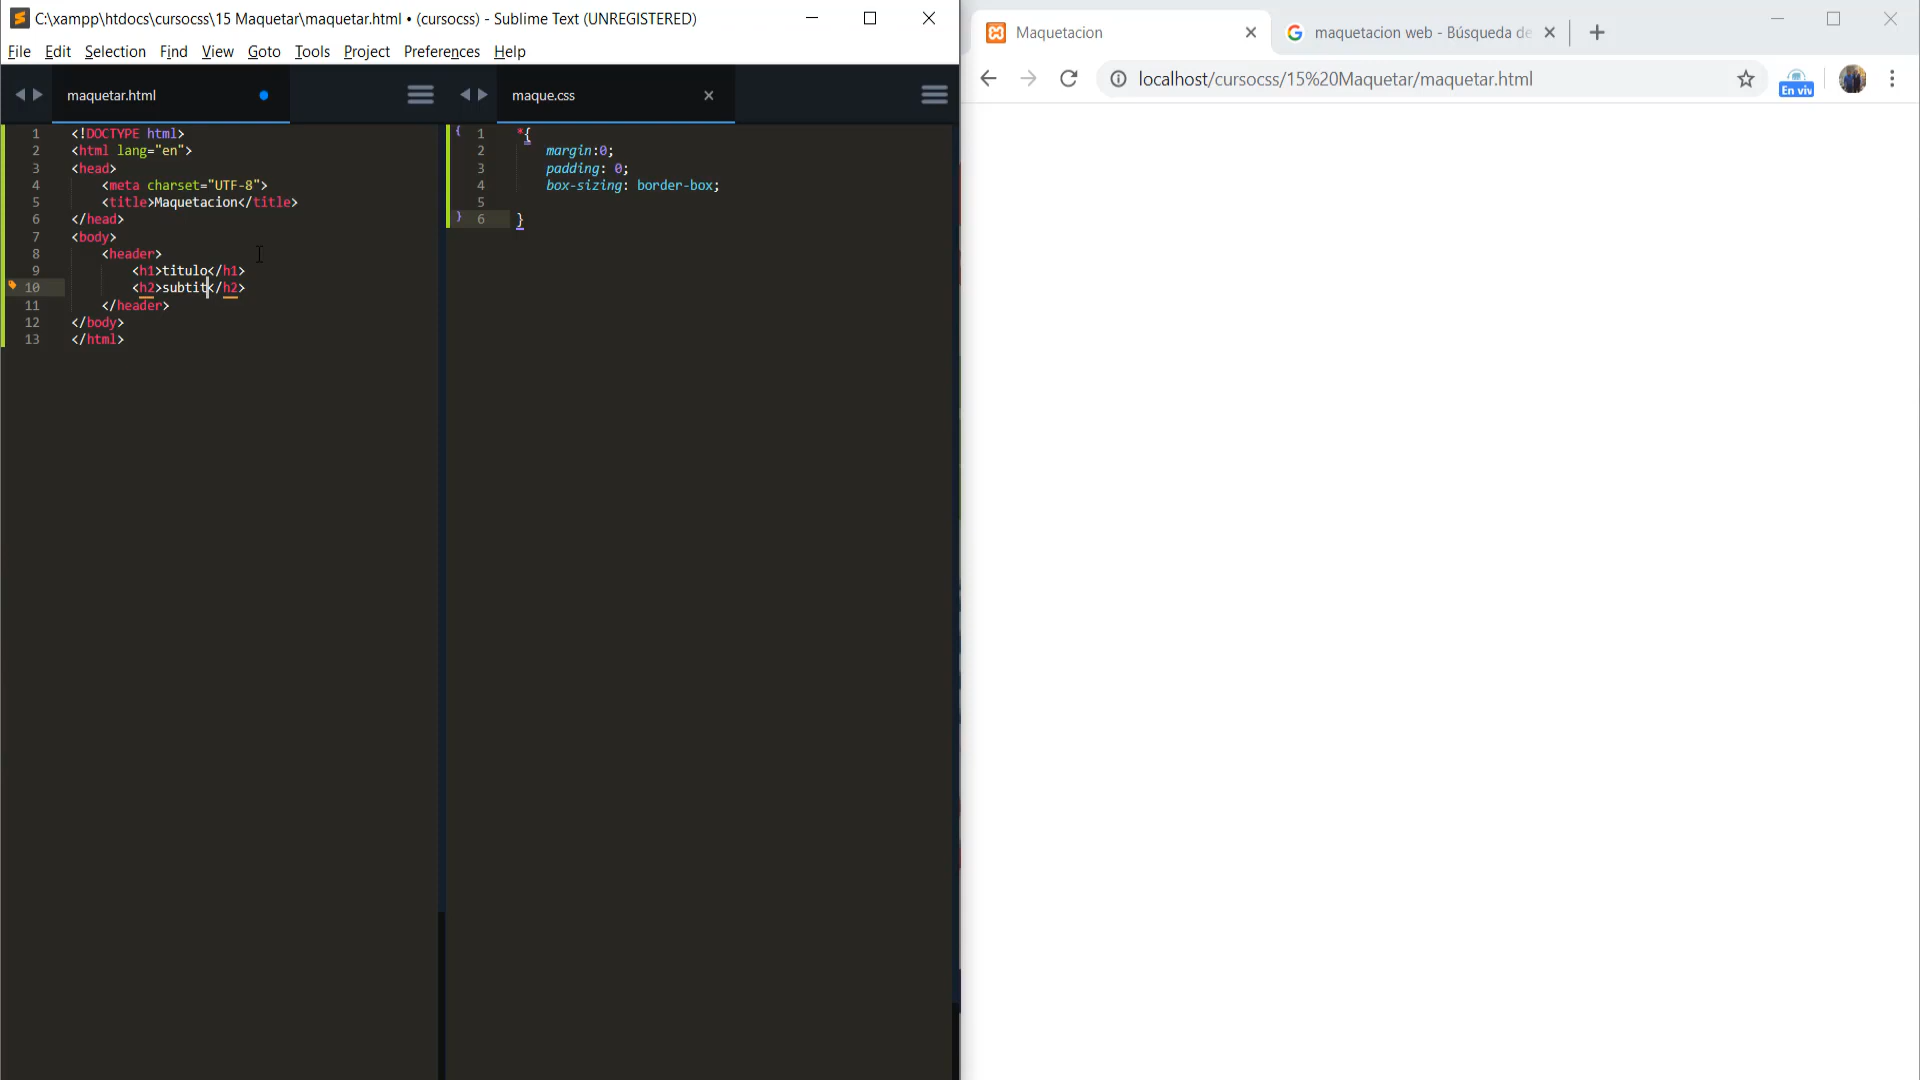 C:\xampp\htdocs\cursocss\15 Maquetar\maquetar.html • (cursocss) - Sublime Text (UNREGISTERED)
File Edit Selection Find View Goto Tools Project Preferences Help
maquetar.html
1 <!DOCTYPE html>
2 <html lang="en">
3 <head>
4 <meta charset="UTF-8">
5 <title>Maquetacion</title>
6 </head>
7 <body>
8 <header>
9 <h1>titulo</h1>
10 <h2>subtit</h2>
11 </header>
12 </body>
13 </html>
maque.css
1 *{
2 margin:0;
3 padding: 0;
4 box-sizing: border-box;
5
6 }
Maquetacion
maquetacion web - Búsqueda de
localhost/cursocss/15%20Maquetar/maquetar.html
En viv